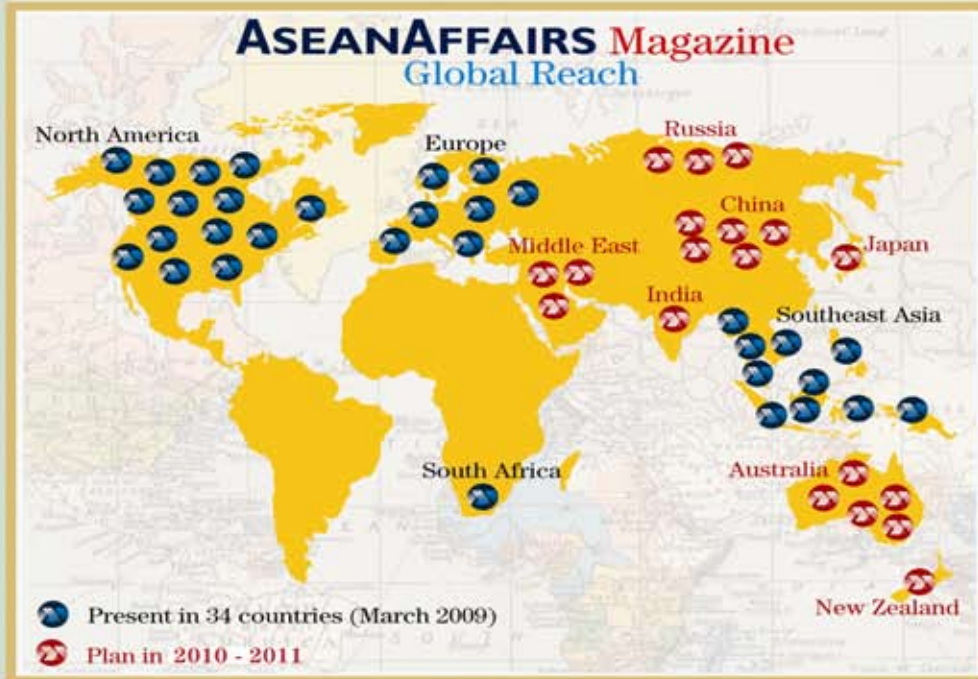 ASEANAFFAIRS Magazine
Global Reach
North America
Europe
Russia
China
Middle East
Japan
India
Southeast Asia
South Africa
Australia
New Zealand
Present in 34 countries (March 2009)
Plan in 2010 - 2011